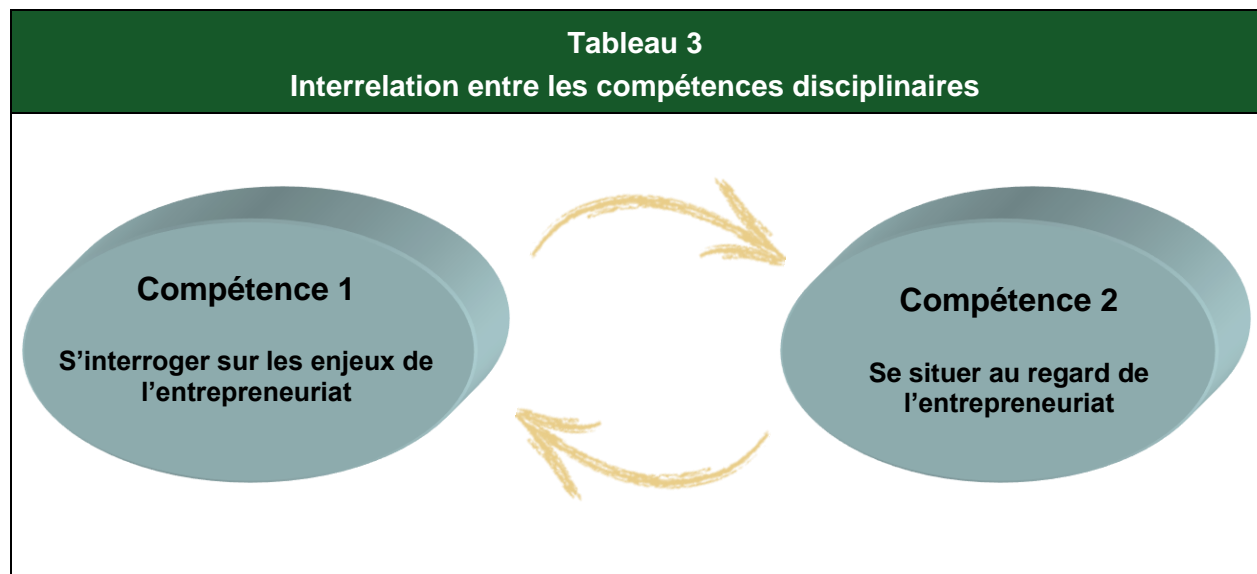 Tableau 3
Interrelation entre les compétences disciplinaires
Compétence 1
S’interroger sur les enjeux de
l’entrepreneuriat
Compétence 2
Se situer au regard de
l’entrepreneuriat